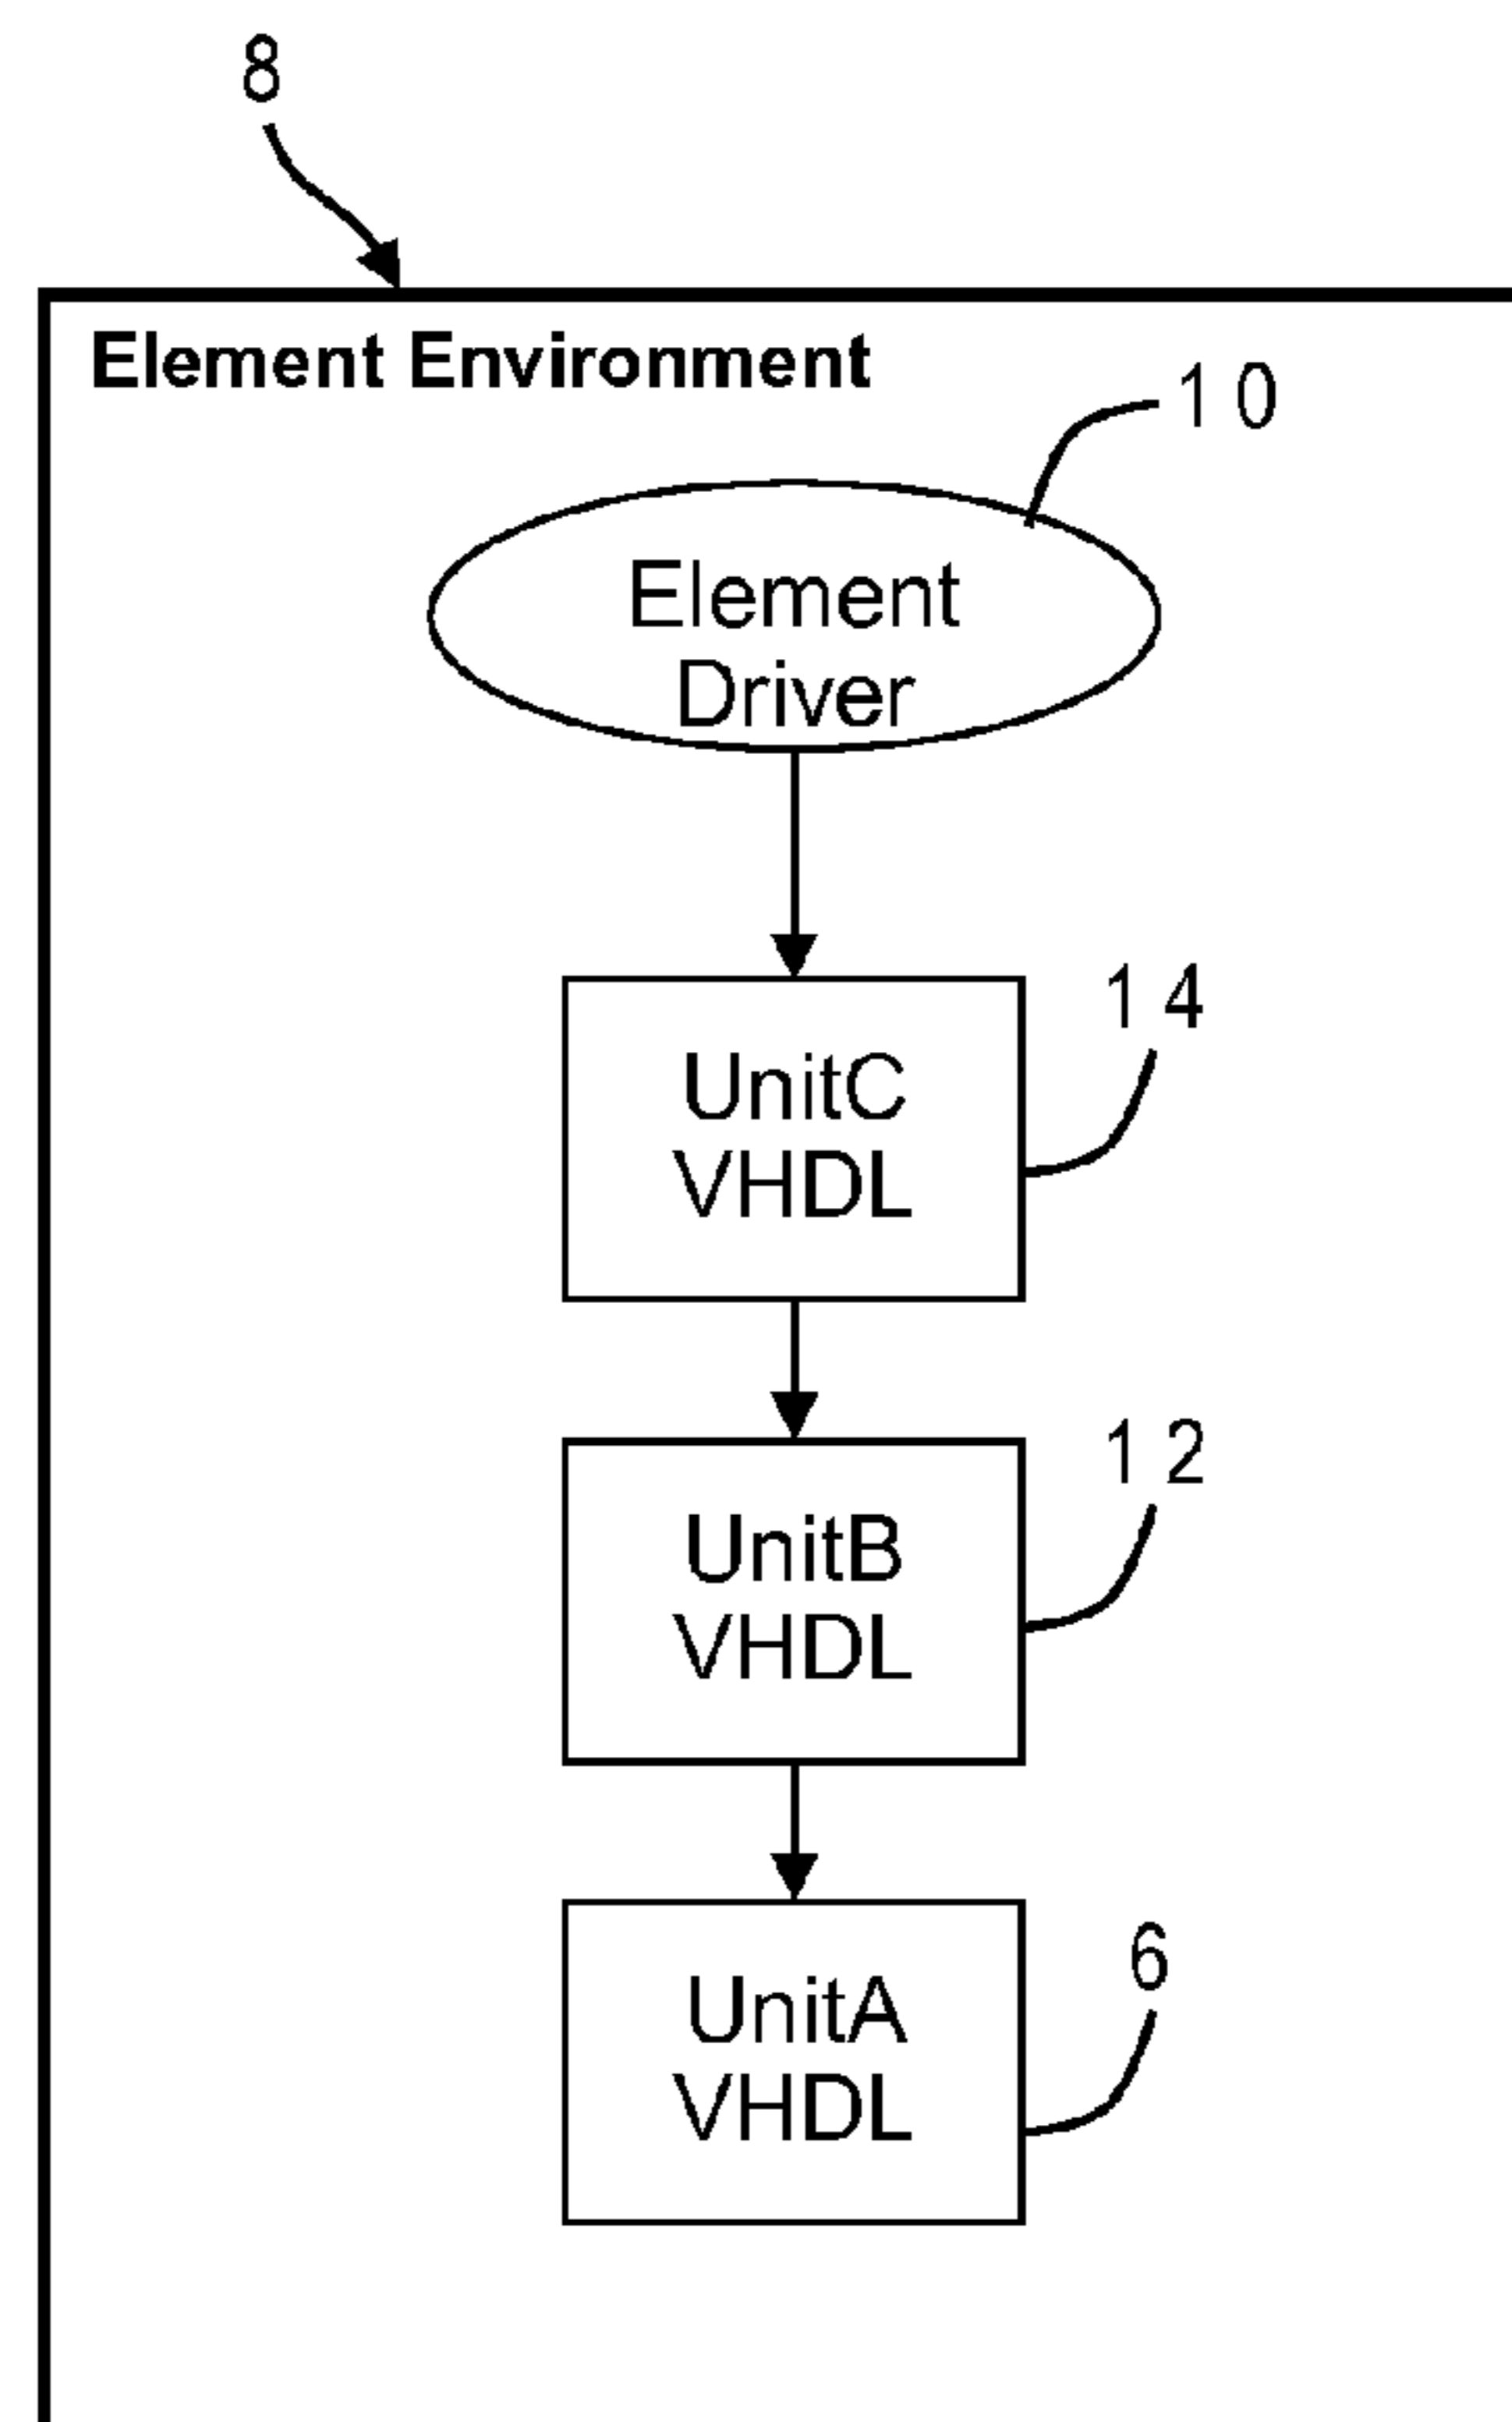 8
Element Environment
10
Element
Driver
14
UnitC
VHDL
12
UnitB
VHDL
6
UnitA
VHDL